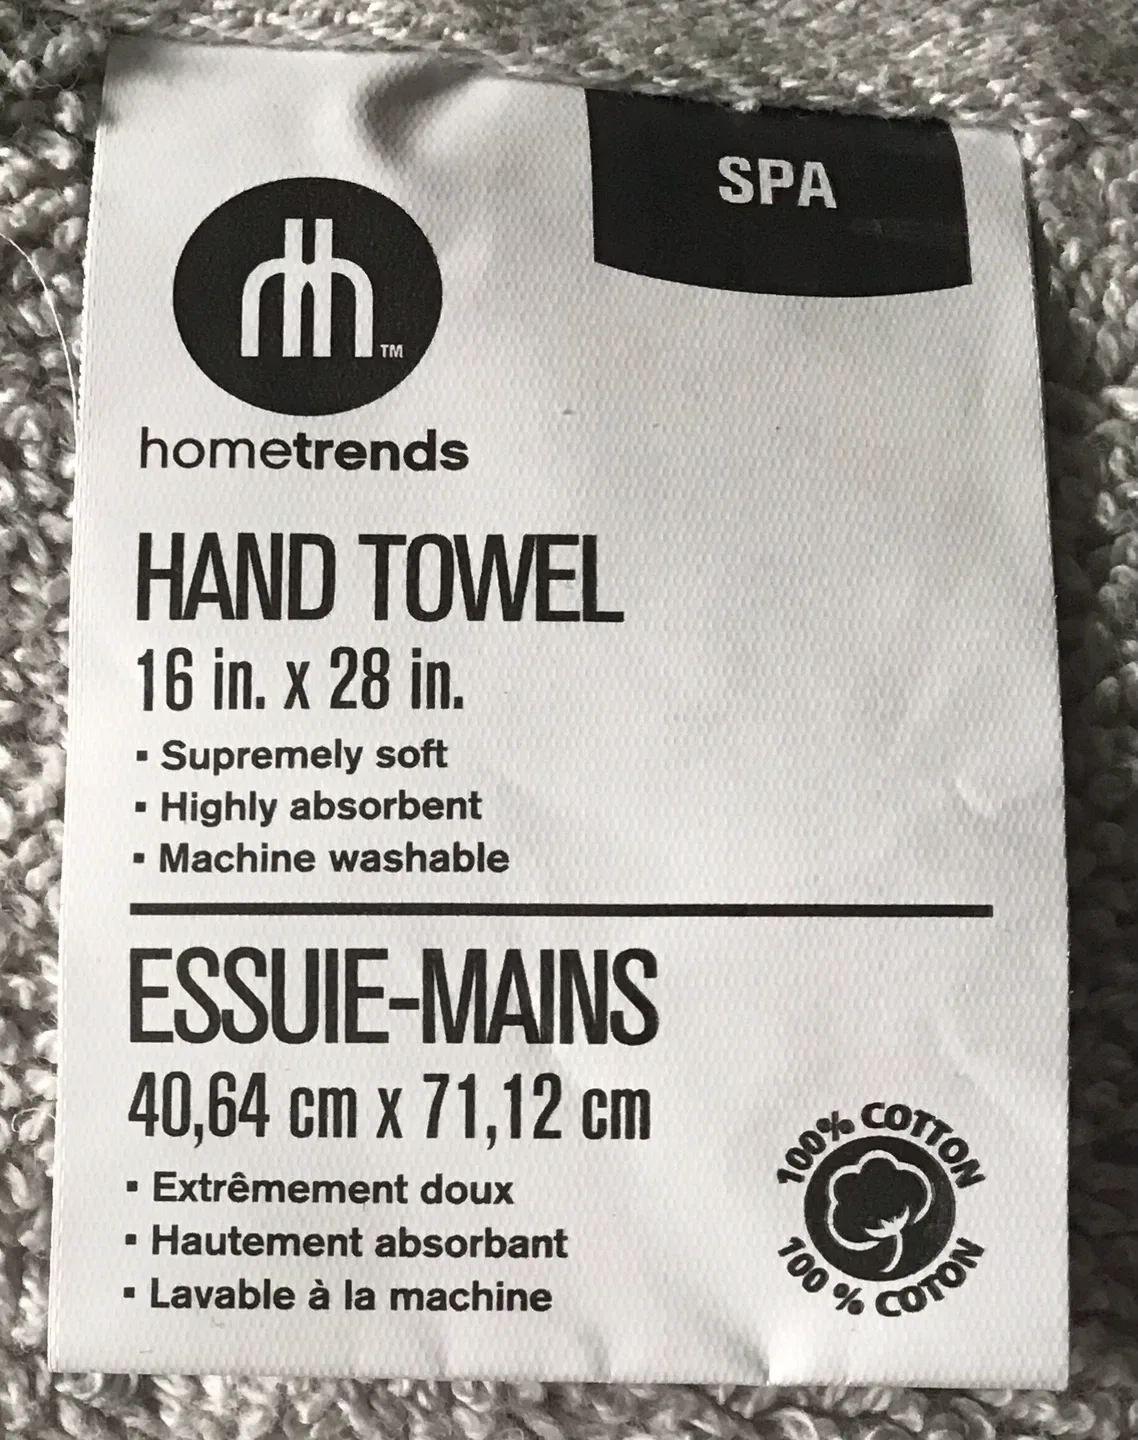 SPA
TM
hometrends
HAND TOWEL
16 in. x 28 in.
▪ Supremely soft
▪ Highly absorbent
▪ Machine washable
ESSUIE-MAINS
40,64 cm x 71,12 cm
▪ Extrêmement doux
▪ Hautement absorbant
▪ Lavable à la machine
100% COTTON
100 % COTON